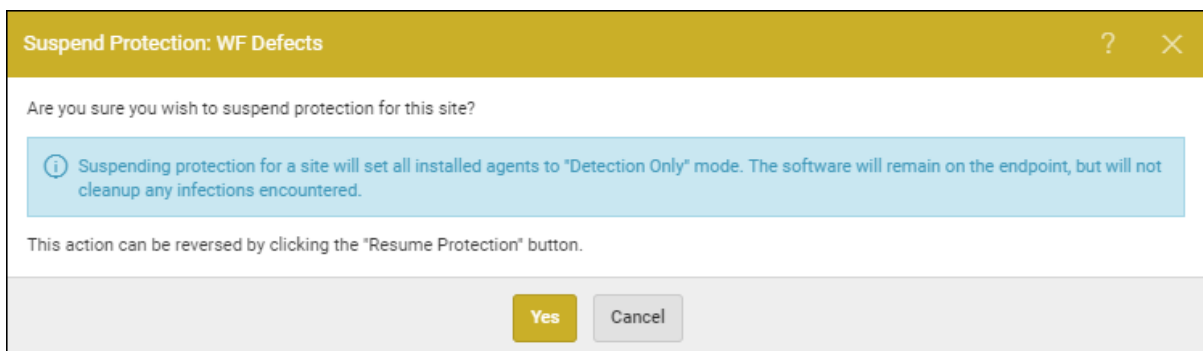 Suspend Protection: WF Defects
?
Are you sure you wish to suspend protection for this site?
Suspending protection for a site will set all installed agents to "Detection Only" mode. The software will remain on the endpoint, but will not
cleanup any infections encountered.
This action can be reversed by clicking the "Resume Protection" button.
Yes
Cancel